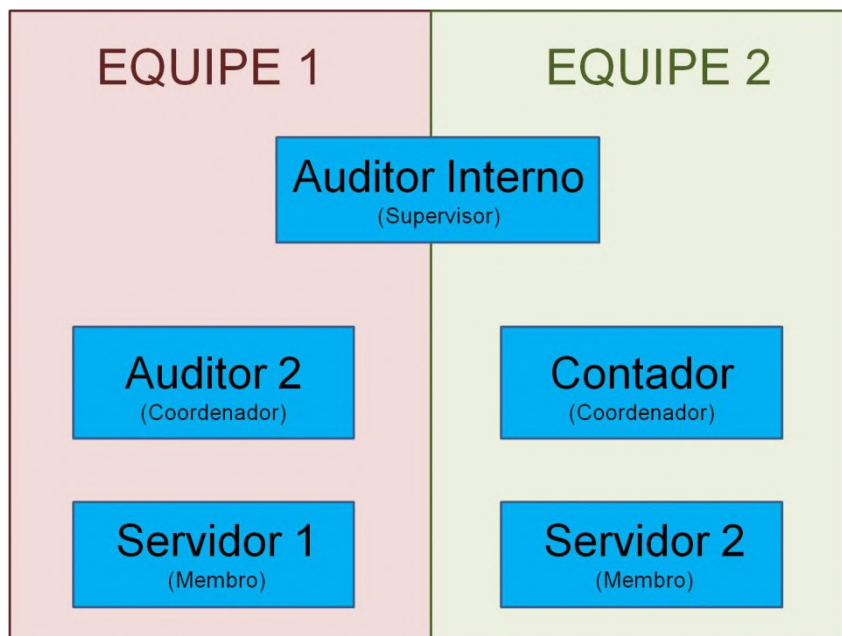 EQUIPE 1
EQUIPE 2
Auditor Interno
(Supervisor)
Auditor 2
(Coordenador)
Contador
(Coordenador)
Servidor 1
(Membro)
Servidor 2
(Membro)